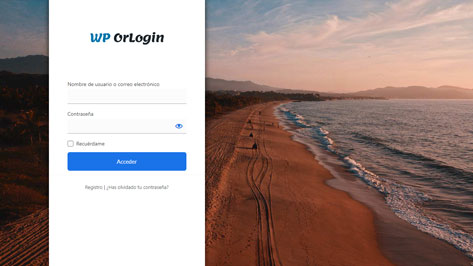 WP OrLogin
Nombre de usuario o correo electrónico
Contraseña
Recuérdame
Acceder
Registro | ¿Has olvidado tu contraseña?